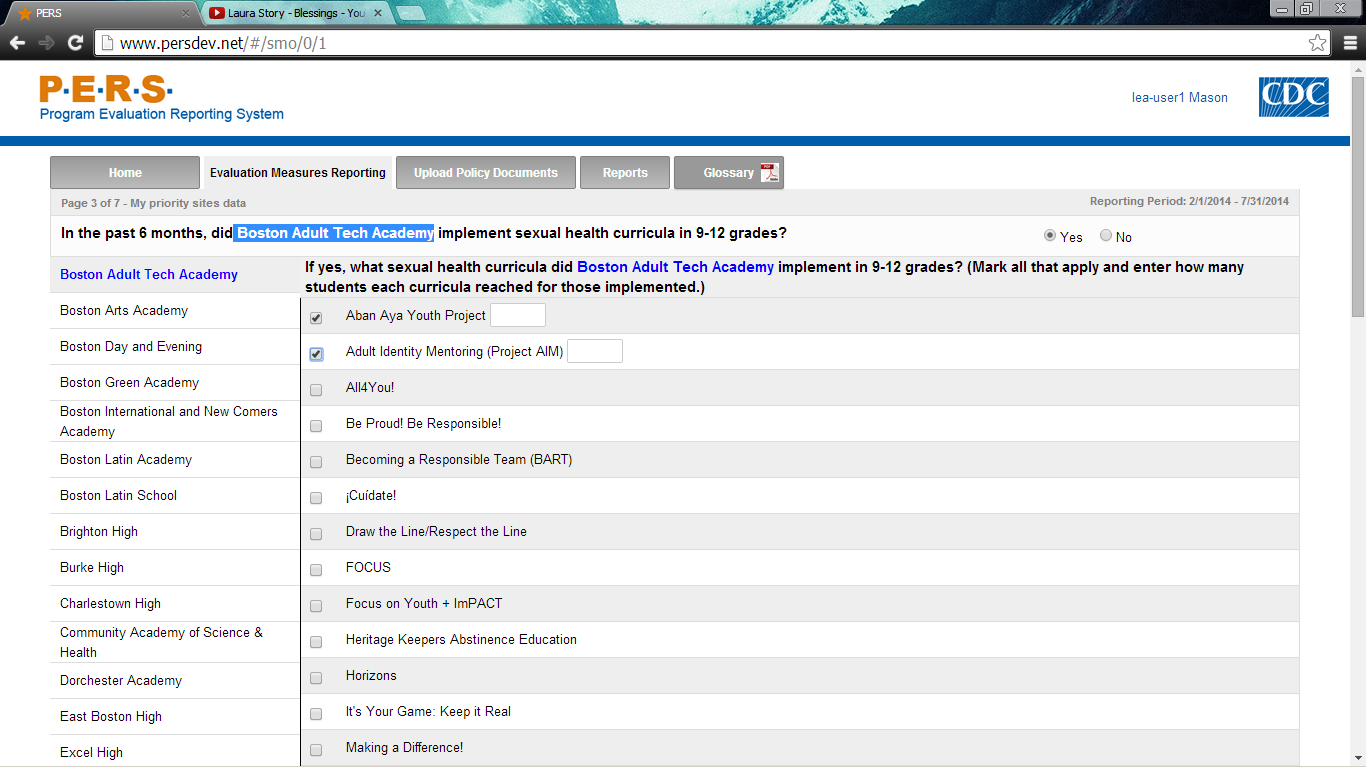 PERS
Laura Story - Blessings - You
www.persdev.net/#/smo/0/1
P·E·R·S·
Program Evaluation Reporting System
lea-user1 Mason
CDC
Home
Evaluation Measures Reporting
Upload Policy Documents
Reports
Glossary
Page 3 of 7 - My priority sites data
Reporting Period: 2/1/2014 - 7/31/2014
In the past 6 months, did Boston Adult Tech Academy implement sexual health curricula in 9-12 grades?
Yes
No
Boston Adult Tech Academy
Boston Arts Academy
Boston Day and Evening
Boston Green Academy
Boston International and New Comers
Academy
Boston Latin Academy
Boston Latin School
Brighton High
Burke High
Charlestown High
Community Academy of Science &
Health
Dorchester Academy
East Boston High
Excel High
If yes, what sexual health curricula did Boston Adult Tech Academy implement in 9-12 grades? (Mark all that apply and enter how many
students each curricula reached for those implemented.)
Aban Aya Youth Project
Adult Identity Mentoring (Project AIM)
All4You!
Be Proud! Be Responsible!
Becoming a Responsible Team (BART)
¡Cuídate!
Draw the Line/Respect the Line
FOCUS
Focus on Youth + ImPACT
Heritage Keepers Abstinence Education
Horizons
It's Your Game: Keep it Real
Making a Difference!